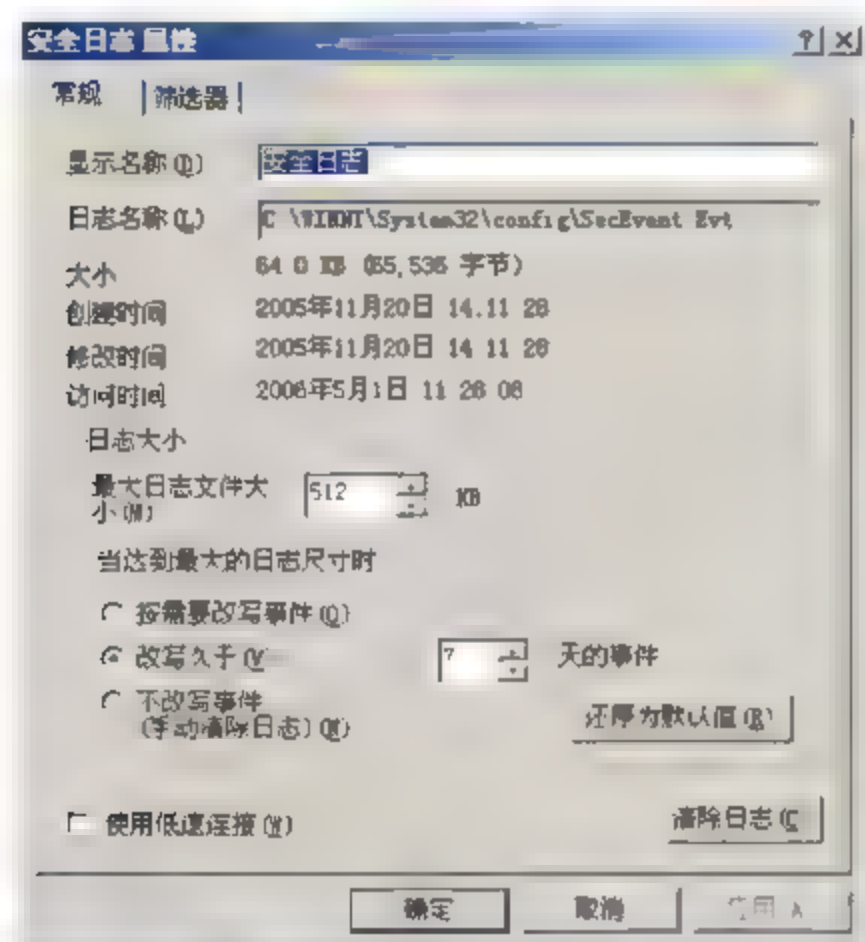 安全日志 属性
常规 筛选器
显示名称(D) 安全日志
日志名称(L) C:\WINNT\System32\config\SecEvent.Evt
大小 64.0 KB (65,536 字节)
创建时间 2005年11月20日 14:11:28
修改时间 2005年11月20日 14:11:28
访问时间 2006年5月1日 11:26:06
日志大小
最大日志文件大 512 KB
小(M)
当达到最大的日志尺寸时
按需要改写事件(O)
改写久于(V) 7 天的事件
不改写事件
(手动清除日志)(N) 还原为默认值(R)
使用低速连接(W) 清除日志(C
确定 取消 应用 A